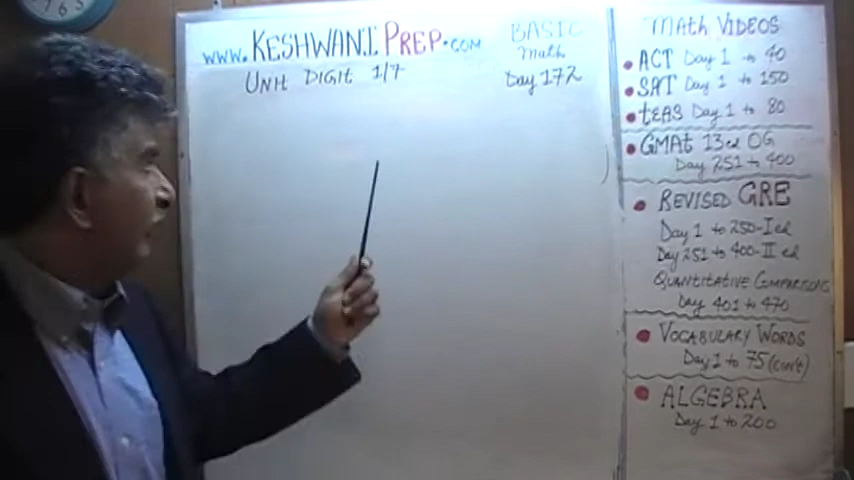 www.KESHWANIPREP.com
UNIT DIGIT 1/7
BASIC
Math
Day 172
MATH VIDEOS
ACT Day 1 to 40
SAT Day 1 to 150
tEAS Day 1 to 80
GMAt 13ed OG
Day 251 to 400
REVISED GRE
Day 1 to 250-I ed
Day 251 to 400-II ed
QUANTITATIVE COMPARISONS
Day 401 to 470
VOCABULARY WORDS
Day 1 to 75 (con't)
ALGEBRA
Day 1 to 200